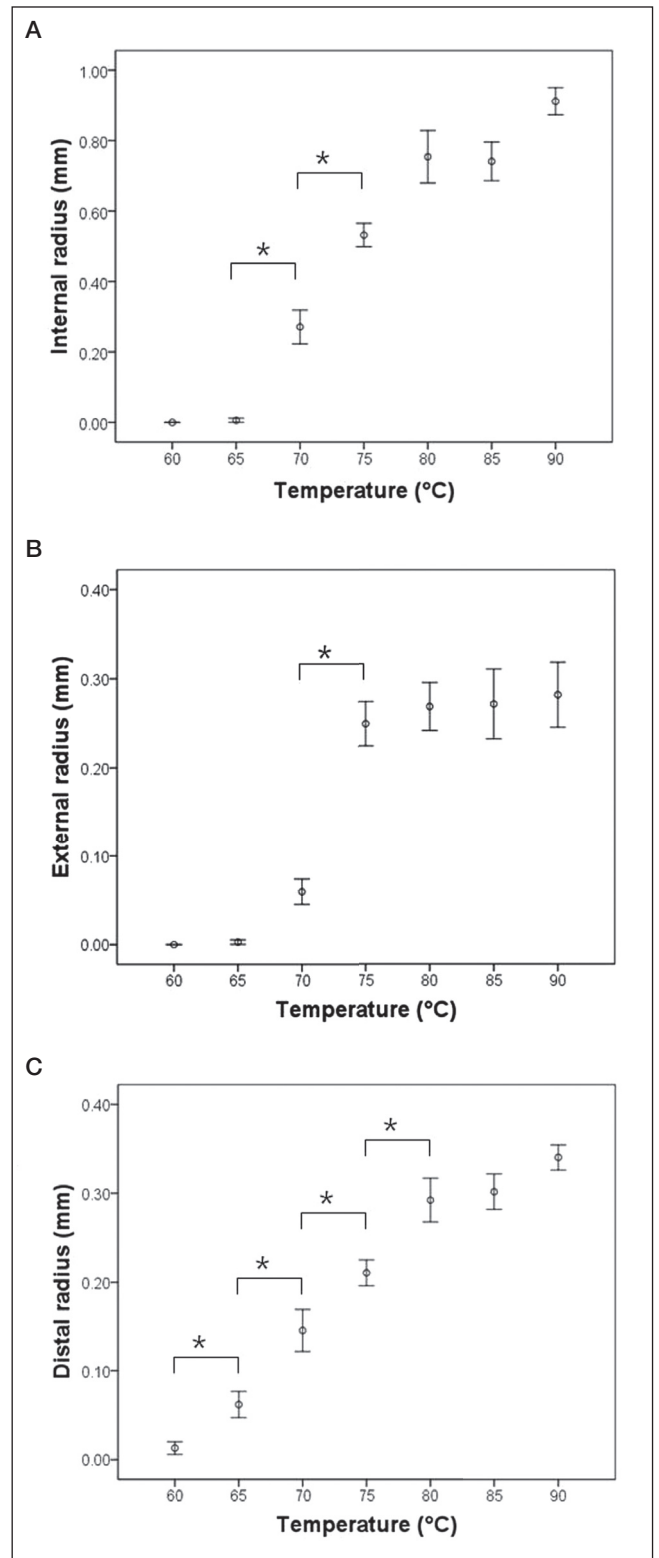 A
1.00
0.80
0.60
0.40
0.20
0.00
Internal radius (mm)
*
*
60 65 70 75 80 85 90
Temperature (°C)
B
0.40
0.30
0.20
0.10
0.00
External radius (mm)
*
60 65 70 75 80 85 90
Temperature (°C)
C
0.40
0.30
0.20
0.10
0.00
Distal radius (mm)
*
*
*
*
60 65 70 75 80 85 90
Temperature (°C)